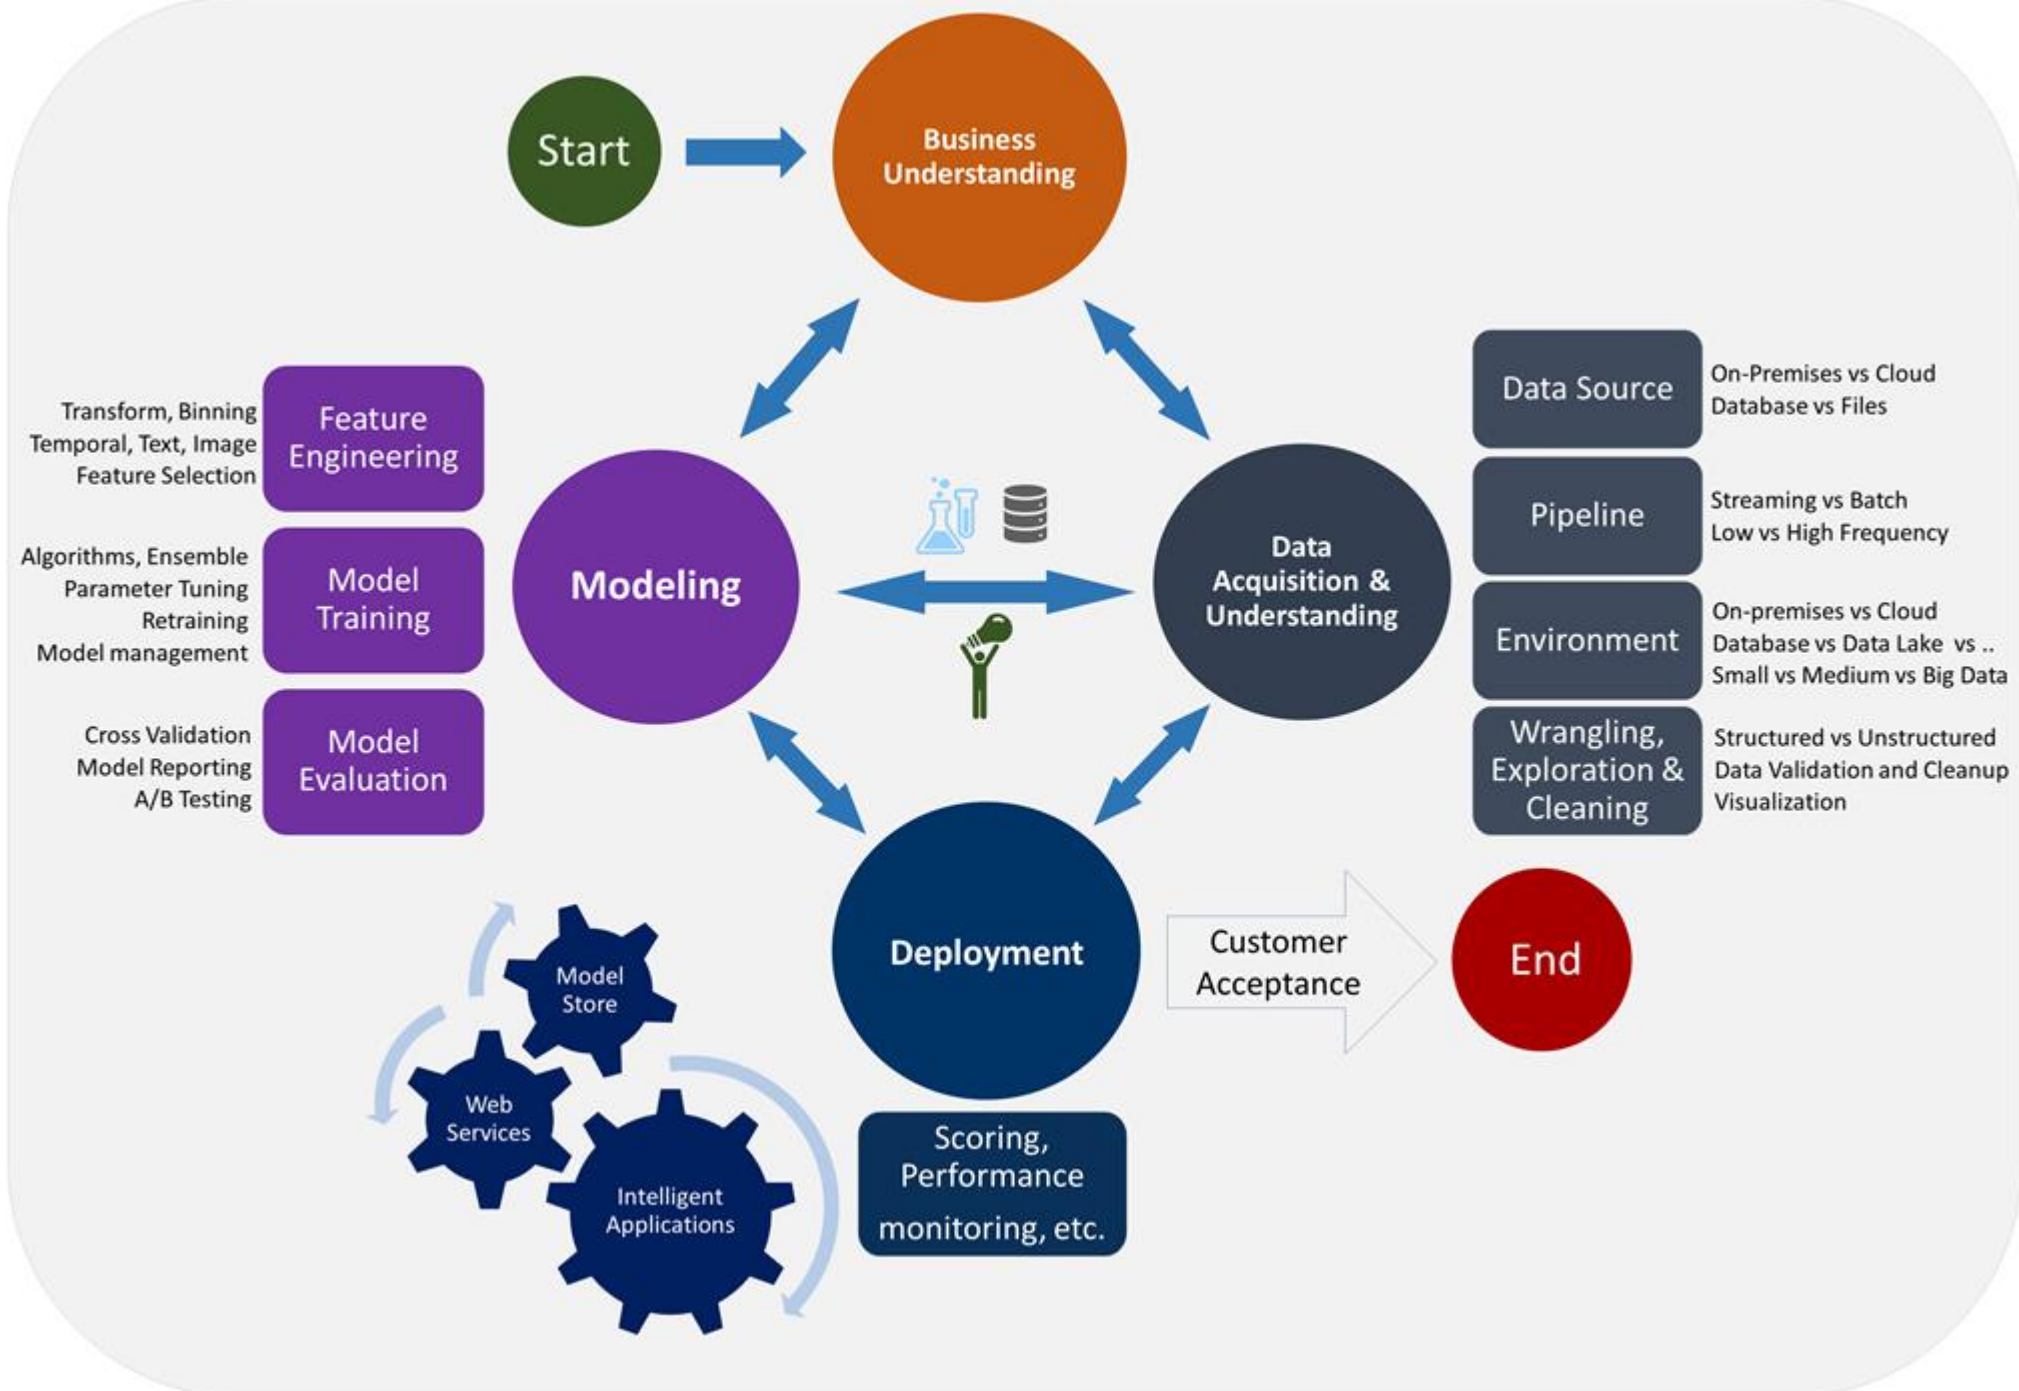 Start
Business
Understanding
Transform, Binning
Temporal, Text, Image
Feature Selection
Feature
Engineering
Algorithms, Ensemble
Parameter Tuning
Retraining
Model management
Model
Training
Cross Validation
Model Reporting
A/B Testing
Model
Evaluation
Modeling
Data
Acquisition &
Understanding
Data Source
On-Premises vs Cloud
Database vs Files
Pipeline
Streaming vs Batch
Low vs High Frequency
Environment
On-premises vs Cloud
Database vs Data Lake vs ..
Small vs Medium vs Big Data
Wrangling,
Exploration &
Cleaning
Structured vs Unstructured
Data Validation and Cleanup
Visualization
Deployment
Customer
Acceptance
End
Model
Store
Web
Services
Intelligent
Applications
Scoring,
Performance
monitoring, etc.